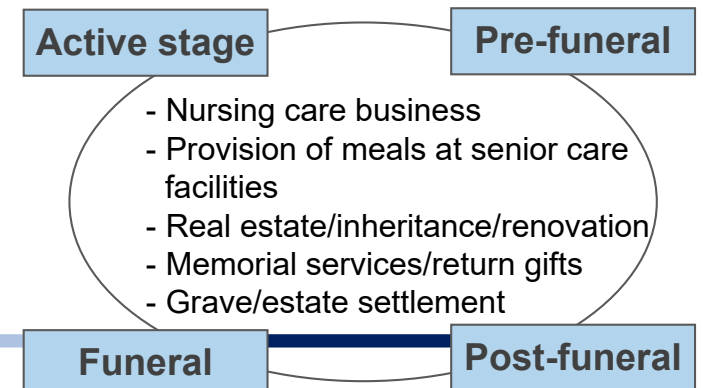 Active stage
Pre-funeral
- Nursing care business
- Provision of meals at senior care
facilities
- Real estate/inheritance/renovation
- Memorial services/return gifts
- Grave/estate settlement
Funeral
Post-funeral